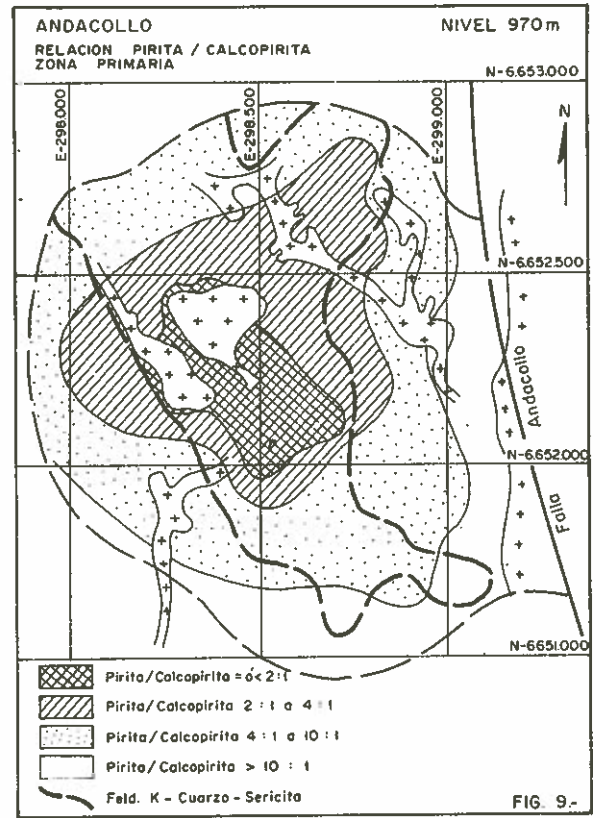 ANDACOLLO
NIVEL 970m
RELACION PIRITA / CALCOPIRITA
ZONA PRIMARIA
N-6.653.000
E-298.000
E-298.500
E-299.000
N
N-6.652.500
Andacollo
N-6.652.000
Falla
N-6651.000
Pirita/Calcopirita = ó < 2:1
Pirita/Calcopirita 2 : 1 a 4 : 1
Pirita/Calcopirita 4 : 1 a 10 : 1
Pirita/Calcopirita > 10 : 1
Feld. K - Cuarzo - Sericita
FIG. 9.-